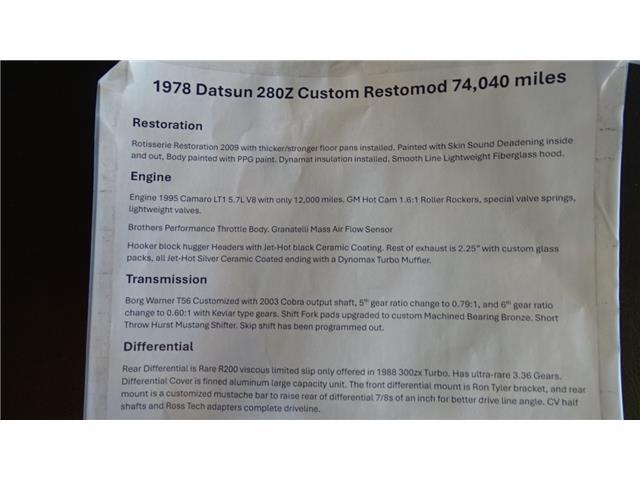 1978 Datsun 280Z Custom Restomod 74,040 miles
Restoration
Rotisserie Restoration 2009 with thicker/stronger floor pans installed. Painted with Skin Sound Deadening inside
and out, Body painted with PPG paint. Dynamat insulation installed. Smooth Line Lightweight Fiberglass hood.
Engine
Engine 1995 Camaro LT1 5.7L V8 with only 12,000 miles. GM Hot Cam 1.6:1 Roller Rockers, special valve springs,
lightweight valves.
Brothers Performance Throttle Body. Granatelli Mass Air Flow Sensor
Hooker block hugger Headers with Jet-Hot black Ceramic Coating. Rest of exhaust is 2.25" with custom glass
packs, all Jet-Hot Silver Ceramic Coated ending with a Dynomax Turbo Muffler.
Transmission
Borg Warner T56 Customized with 2003 Cobra output shaft, 5th gear ratio change to 0.79:1, and 6th gear ratio
change to 0.60:1 with Kevlar type gears. Shift Fork pads upgraded to custom Machined Bearing Bronze. Short
Throw Hurst Mustang Shifter. Skip shift has been programmed out.
Differential
Rear Differential is Rare R200 viscous limited slip only offered in 1988 300zx Turbo. Has ultra-rare 3.36 Gears.
Differential Cover is finned aluminum large capacity unit. The front differential mount is Ron Tyler bracket, and rear
mount is a customized mustache bar to raise rear of differential 7/8s of an inch for better drive line angle. CV half
shafts and Ross Tech adapters complete driveline.